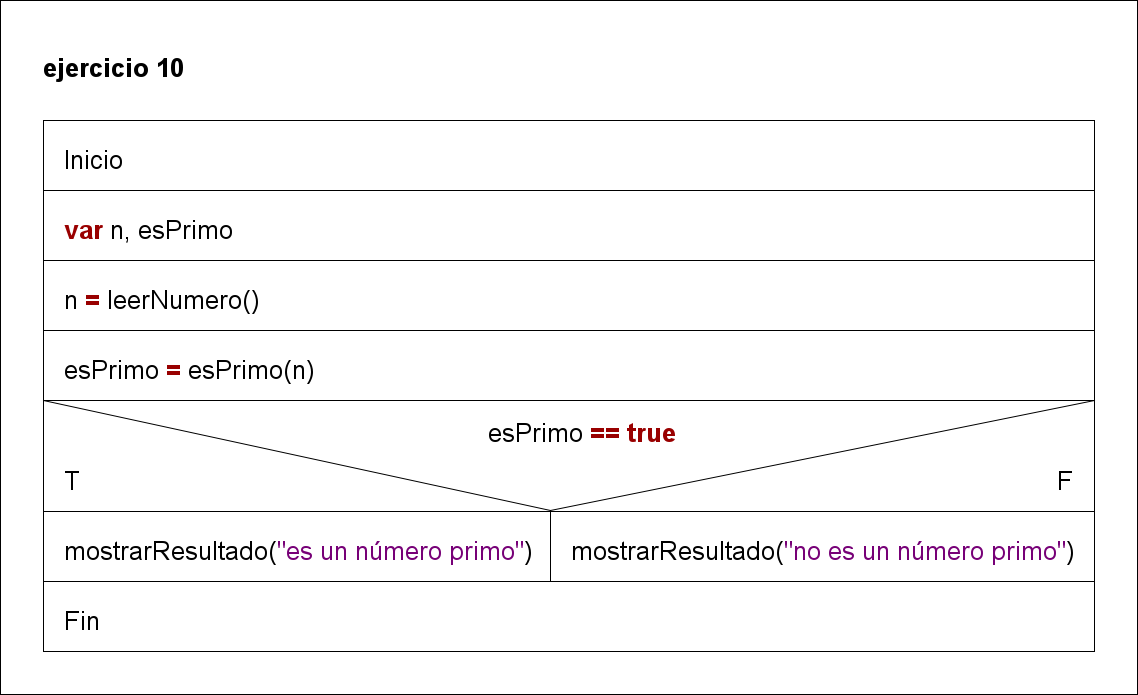 ejercicio 10
Inicio
var n, esPrimo
n = leerNumero()
esPrimo = esPrimo(n)
esPrimo == true
T
F
mostrarResultado("es un número primo")
mostrarResultado("no es un número primo")
Fin